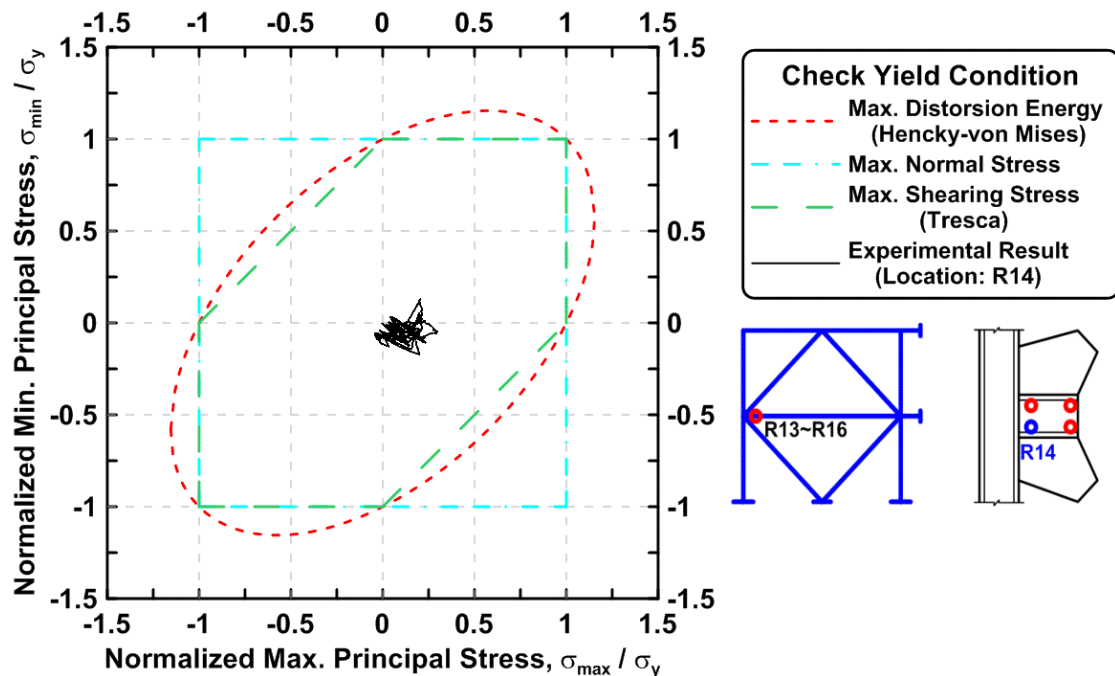 -1.5 -1 -0.5 0 0.5 1 1.5
1.5 1.5
1 1
0.5 0.5
0 0
-0.5 -0.5
-1 -1
-1.5 -1.5
-1.5 -1 -0.5 0 0.5 1 1.5
Normalized Min. Principal Stress, σmin / σy
Normalized Max. Principal Stress, σmax / σy
Check Yield Condition
Max. Distorsion Energy
(Hencky-von Mises)
Max. Normal Stress
Max. Shearing Stress
(Tresca)
Experimental Result
(Location: R14)
R13~R16
R14